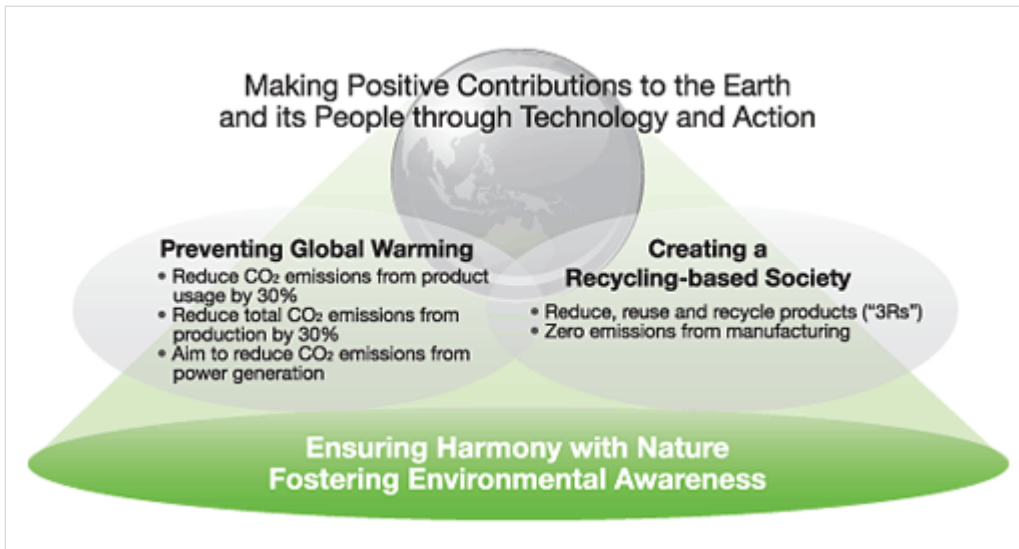 Making Positive Contributions to the Earth
and its People through Technology and Action
Preventing Global Warming
• Reduce CO₂ emissions from product
usage by 30%
• Reduce total CO₂ emissions from
production by 30%
• Aim to reduce CO₂ emissions from
power generation
Creating a
Recycling-based Society
• Reduce, reuse and recycle products (“3Rs”)
• Zero emissions from manufacturing
Ensuring Harmony with Nature
Fostering Environmental Awareness